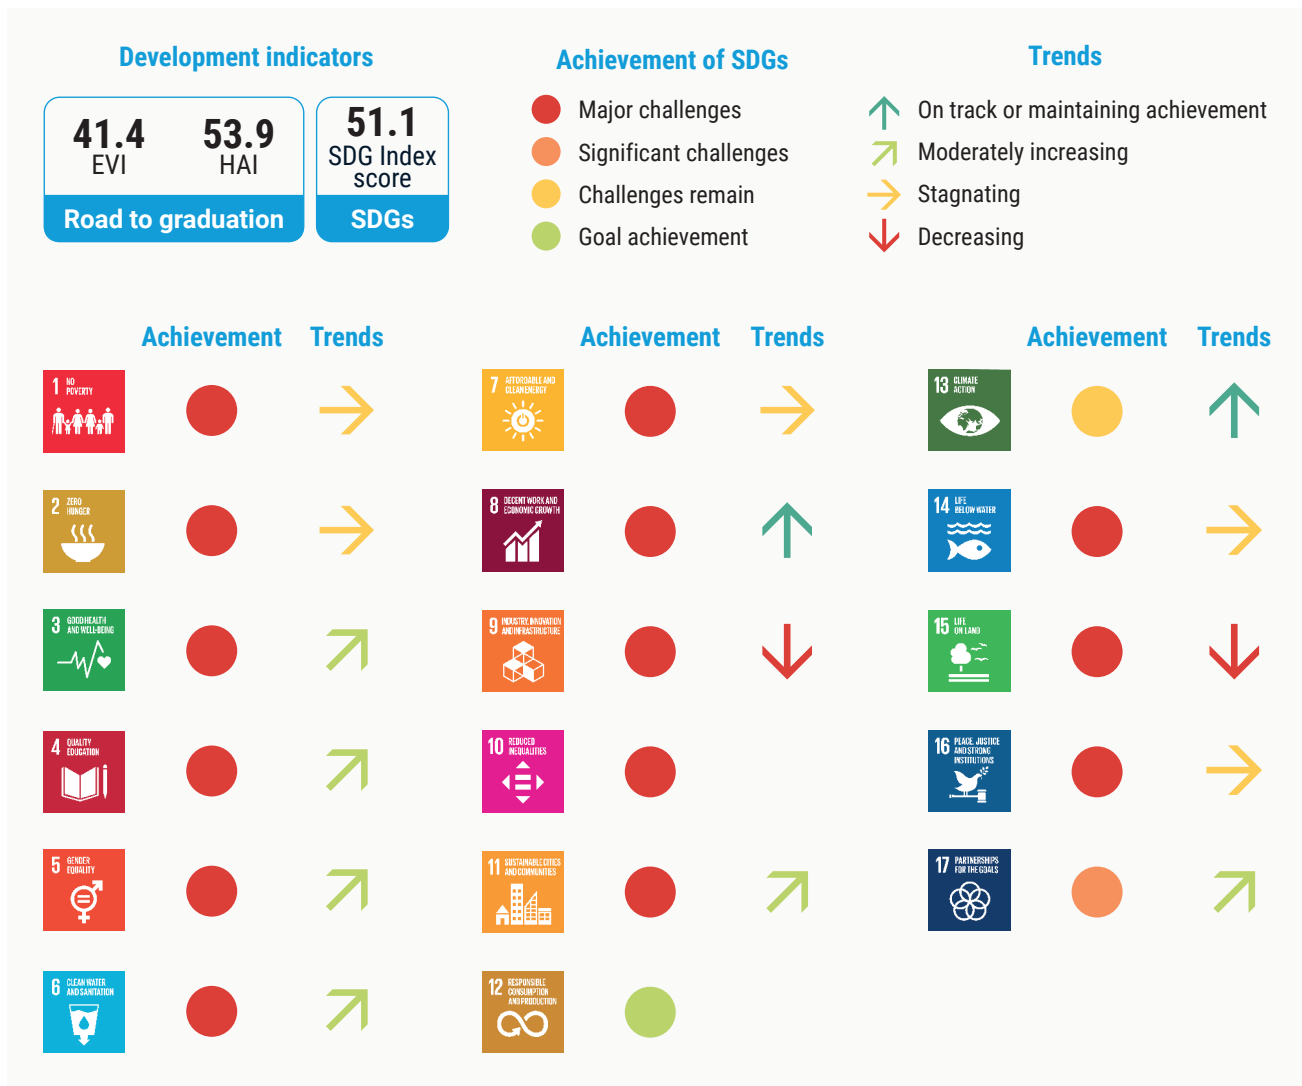 Development indicators
41.4
EVI
53.9
HAI
Road to graduation
51.1
SDG Index
score
SDGs
Achievement of SDGs
Major challenges
Significant challenges
Challenges remain
Goal achievement
Trends
On track or maintaining achievement
Moderately increasing
Stagnating
Decreasing
Achievement Trends
1 NO
POVERTY
2 ZERO
HUNGER
3 GOOD HEALTH
AND WELL-BEING
4 QUALITY
EDUCATION
5 GENDER
EQUALITY
6 CLEAN WATER
AND SANITATION
Achievement Trends
7 AFFORDABLE AND
CLEAN ENERGY
8 DECENT WORK AND
ECONOMIC GROWTH
9 INDUSTRY, INNOVATION
AND INFRASTRUCTURE
10 REDUCED
INEQUALITIES
11 SUSTAINABLE CITIES
AND COMMUNITIES
12 RESPONSIBLE
CONSUMPTION
AND PRODUCTION
Achievement Trends
13 CLIMATE
ACTION
14 LIFE
BELOW WATER
15 LIFE
ON LAND
16 PEACE, JUSTICE
AND STRONG
INSTITUTIONS
17 PARTNERSHIPS
FOR THE GOALS